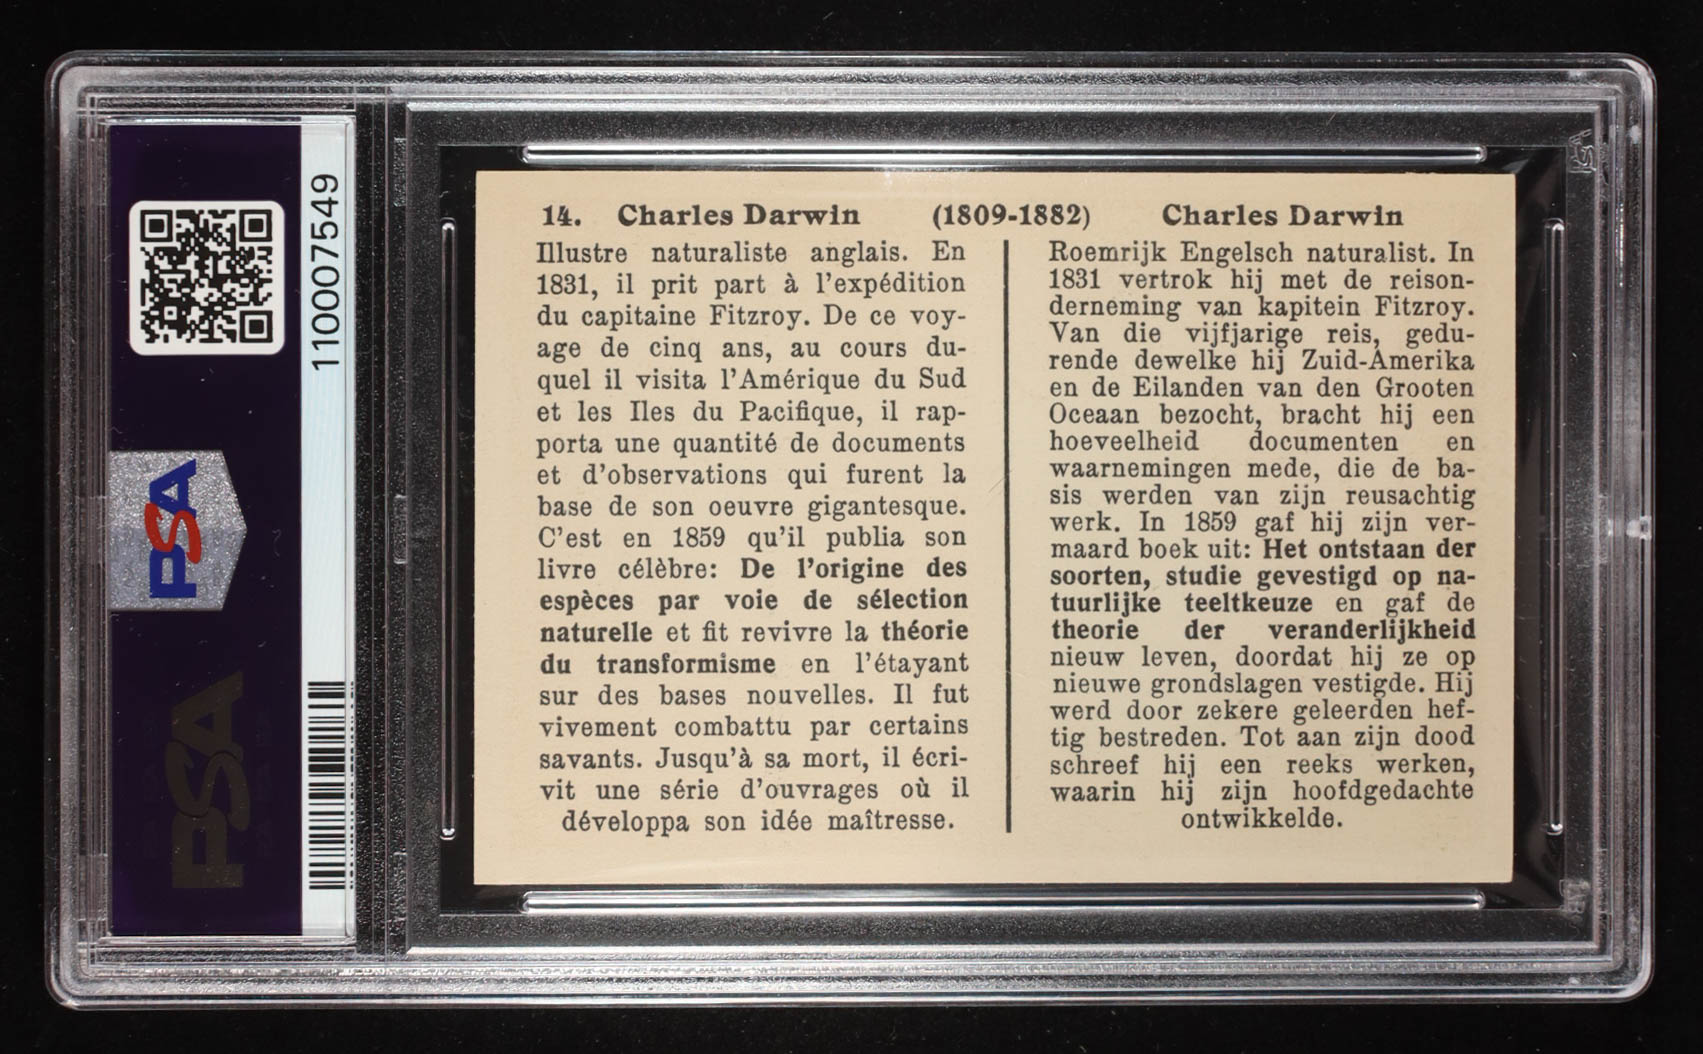 110007549
PSA
PSA
14. Charles Darwin (1809-1882) Charles Darwin
Illustre naturaliste anglais. En
1831, il prit part à l'expédition
du capitaine Fitzroy. De ce voy-
age de cinq ans, au cours du-
quel il visita l'Amérique du Sud
et les Iles du Pacifique, il rap-
porta une quantité de documents
et d'observations qui furent la
base de son oeuvre gigantesque.
C'est en 1859 qu'il publia son
livre célèbre: De l'origine des
espèces par voie de sélection
naturelle et fit revivre la théorie
du transformisme en l'étayant
sur des bases nouvelles. Il fut
vivement combattu par certains
savants. Jusqu'à sa mort, il écri-
vit une série d'ouvrages où il
développa son idée maîtresse.
Roemrijk Engelsch naturalist. In
1831 vertrok hij met de reison-
derneming van kapitein Fitzroy.
Van die vijfjarige reis, gedu-
rende dewelke hij Zuid-Amerika
en de Eilanden van den Grooten
Oceaan bezocht, bracht hij een
hoeveelheid documenten en
waarnemingen mede, die de ba-
sis werden van zijn reusachtig
werk. In 1859 gaf hij zijn ver-
maard boek uit: Het ontstaan der
soorten, studie gevestigd op na-
tuurlijke teeltkeuze en gaf de
theorie der veranderlijkheid
nieuw leven, doordat hij ze op
nieuwe grondslagen vestigde. Hij
werd door zekere geleerden hef-
tig bestreden. Tot aan zijn dood
schreef hij een reeks werken,
waarin hij zijn hoofdgedachte
ontwikkelde.